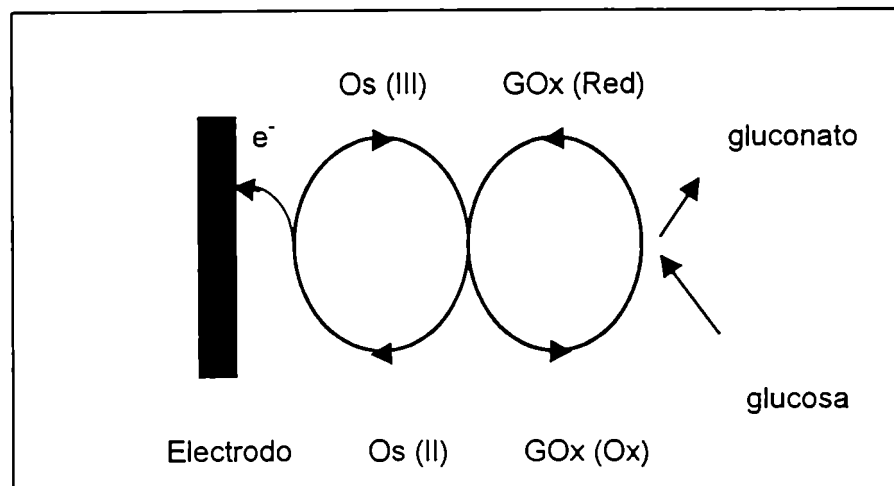 Os (III) GOx (Red)
e⁻
gluconato
glucosa
Electrodo Os (II) GOx (Ox)